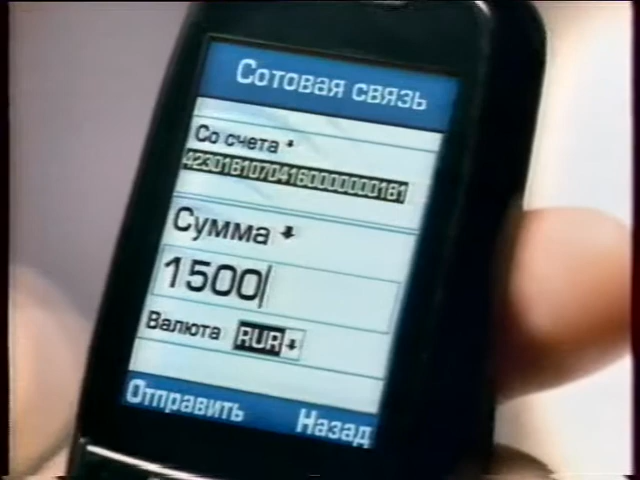 Сотовая связь
Со счета
42301810704160000000181
Сумма
1500
Валюта RUR
Отправить Назад